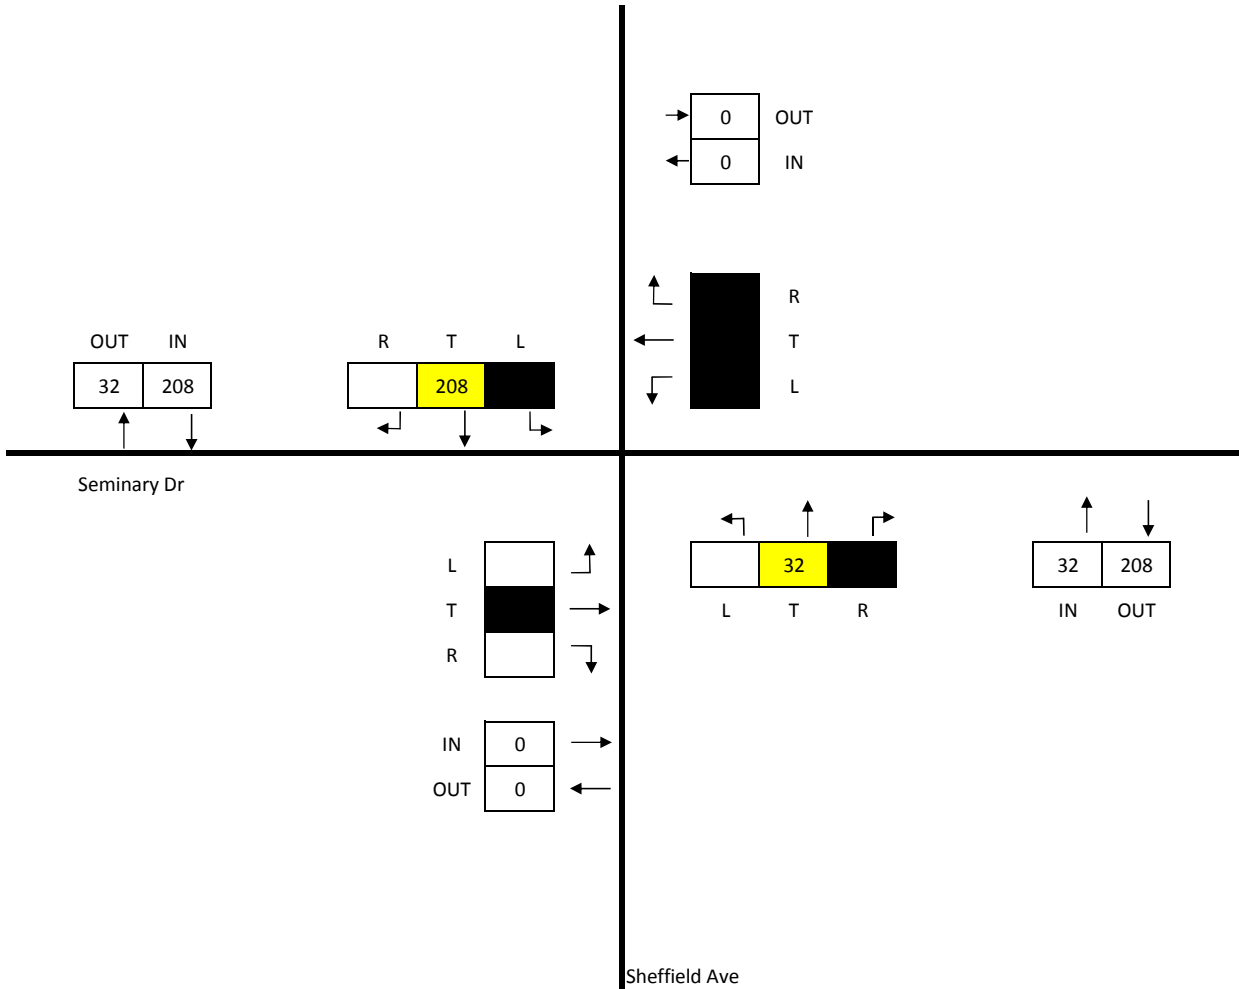 0 OUT
0 IN
R
OUT IN R T L T
32 208 208 L
Seminary Dr
L 32 32 208
T L T R IN OUT
R
IN 0
OUT 0
Sheffield Ave